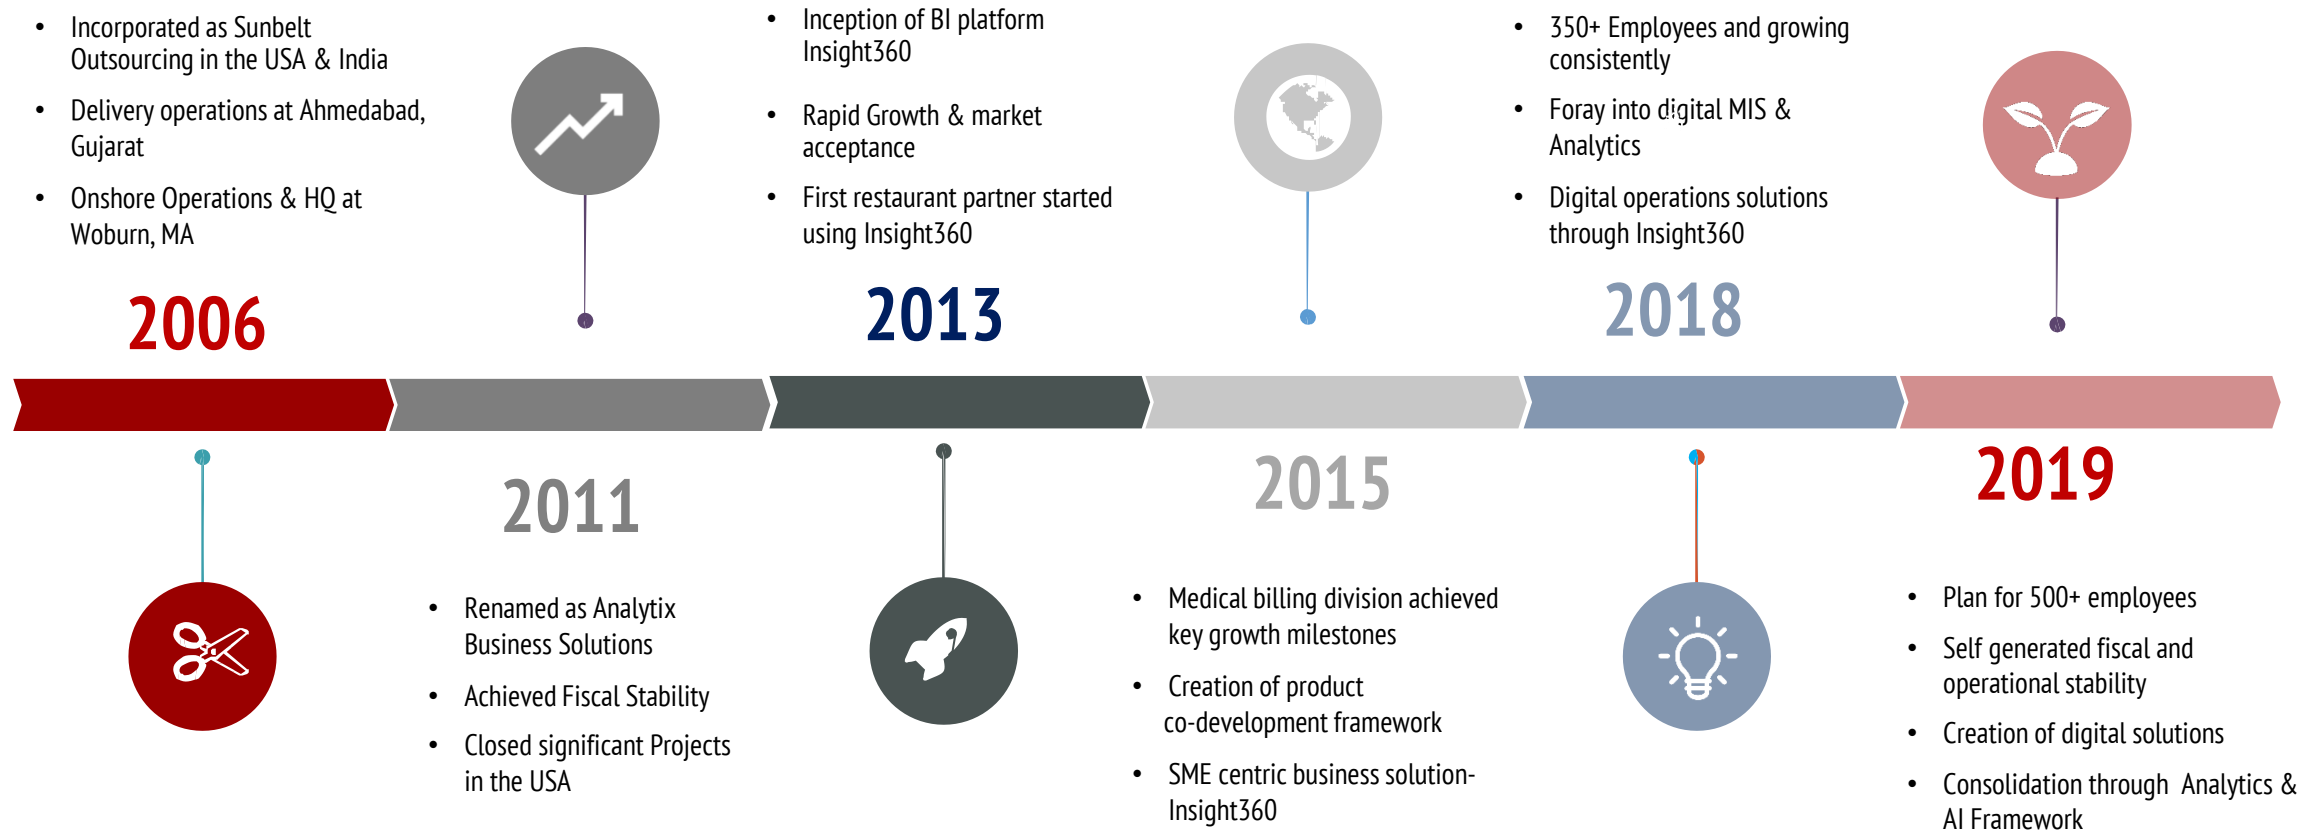 • Incorporated as Sunbelt
Outsourcing in the USA & India
• Delivery operations at Ahmedabad,
Gujarat
• Onshore Operations & HQ at
Woburn, MA
2006
2011
• Renamed as Analytix
Business Solutions
• Achieved Fiscal Stability
• Closed significant Projects
in the USA
• Inception of BI platform
Insight360
• Rapid Growth & market
acceptance
• First restaurant partner started
using Insight360
2013
2015
• Medical billing division achieved
key growth milestones
• Creation of product
co-development framework
• SME centric business solution-
Insight360
• 350+ Employees and growing
consistently
• Foray into digital MIS &
Analytics
• Digital operations solutions
through Insight360
2018
2019
• Plan for 500+ employees
• Self generated fiscal and
operational stability
• Creation of digital solutions
• Consolidation through Analytics &
AI Framework